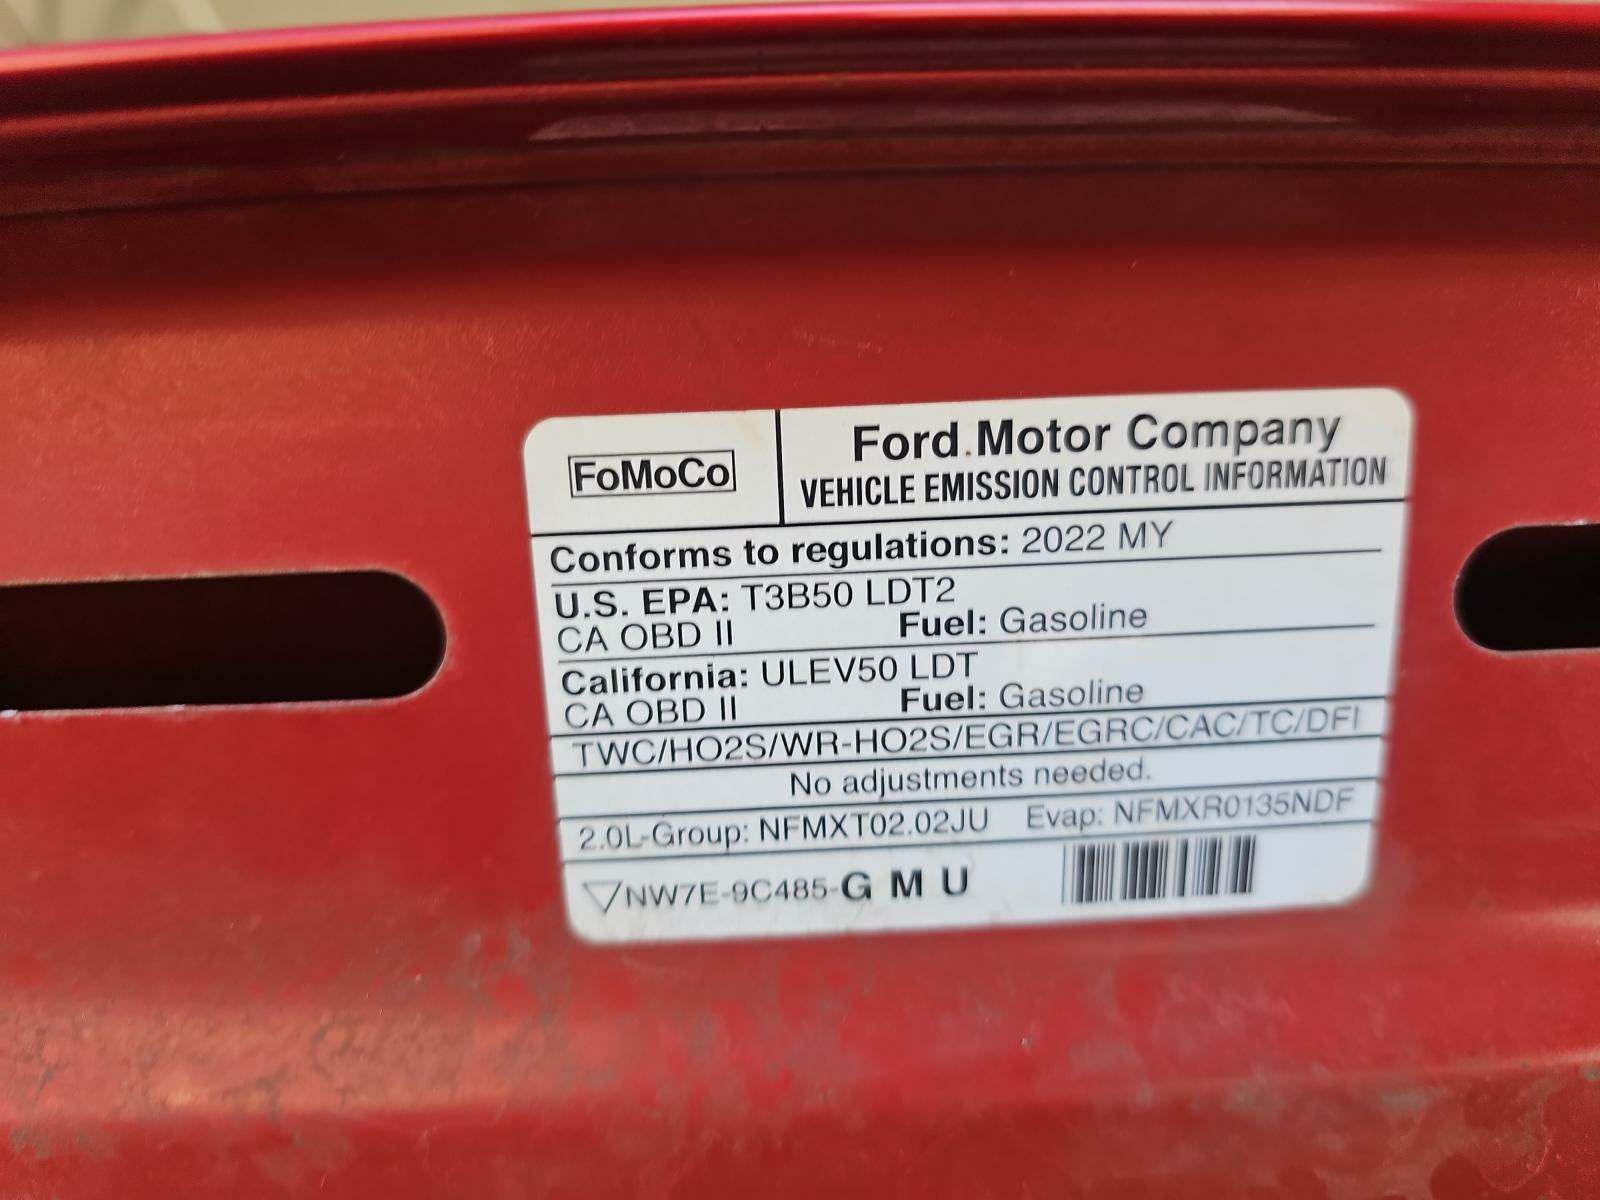 FoMoCo
Ford Motor Company
VEHICLE EMISSION CONTROL INFORMATION
Conforms to regulations: 2022 MY
U.S. EPA: T3B50 LDT2
CA OBD II Fuel: Gasoline
California: ULEV50 LDT
CA OBD II Fuel: Gasoline
TWC/HO2S/WR-HO2S/EGR/EGRC/CAC/TC/DFI
No adjustments needed.
2.0L-Group: NFMXT02.02JU Evap: NFMXR0135NDF
NW7E-9C485-G M U